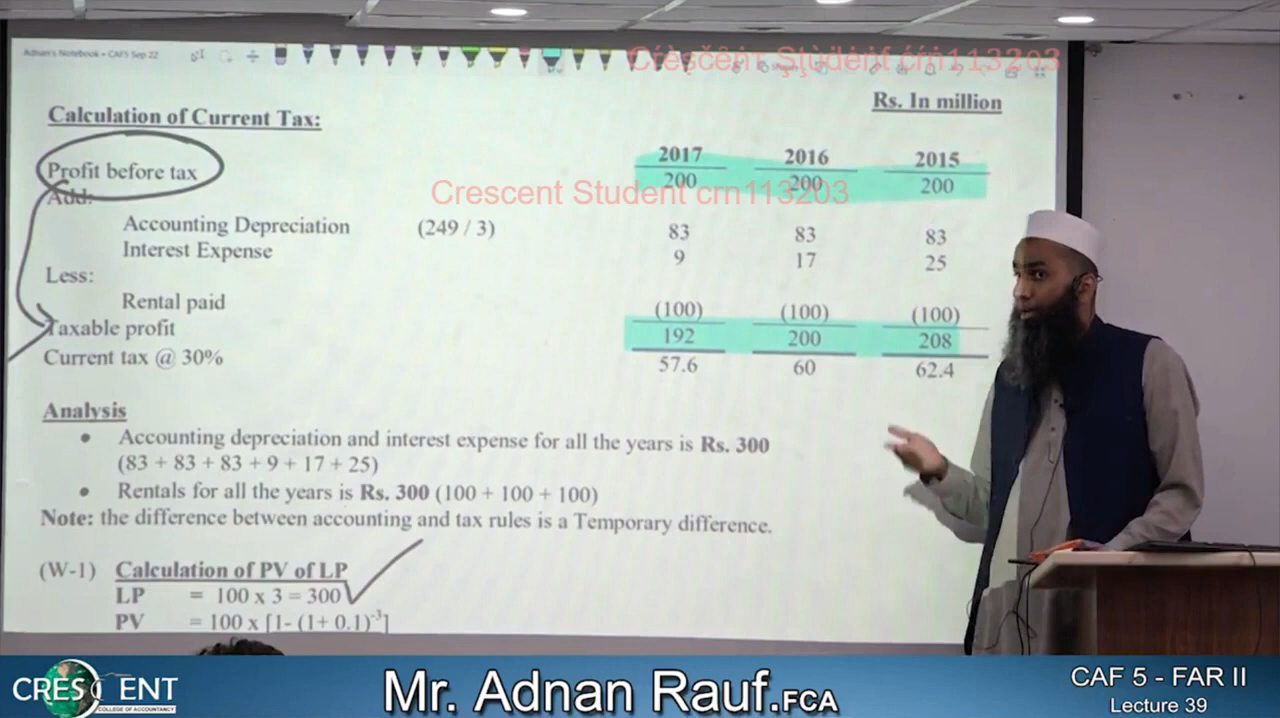 Adnan's Notebook • CAF5 Sep 22
Crescent Student crn113203
Rs. In million
Calculation of Current Tax:
2017 2016 2015
Profit before tax 200 200 200
Crescent Student crn113203
Add:
Accounting Depreciation (249 / 3) 83 83 83
Interest Expense 9 17 25
Less:
Rental paid (100) (100) (100)
Taxable profit 192 200 208
Current tax @ 30% 57.6 60 62.4
Analysis
• Accounting depreciation and interest expense for all the years is Rs. 300
(83 + 83 + 83 + 9 + 17 + 25)
• Rentals for all the years is Rs. 300 (100 + 100 + 100)
Note: the difference between accounting and tax rules is a Temporary difference.
(W-1) Calculation of PV of LP
LP = 100 x 3 = 300
PV = 100 x [1- (1+ 0.1)-3]
CRESCENT
COLLEGE OF ACCOUNTANCY
Mr. Adnan Rauf.FCA
CAF 5 - FAR II
Lecture 39